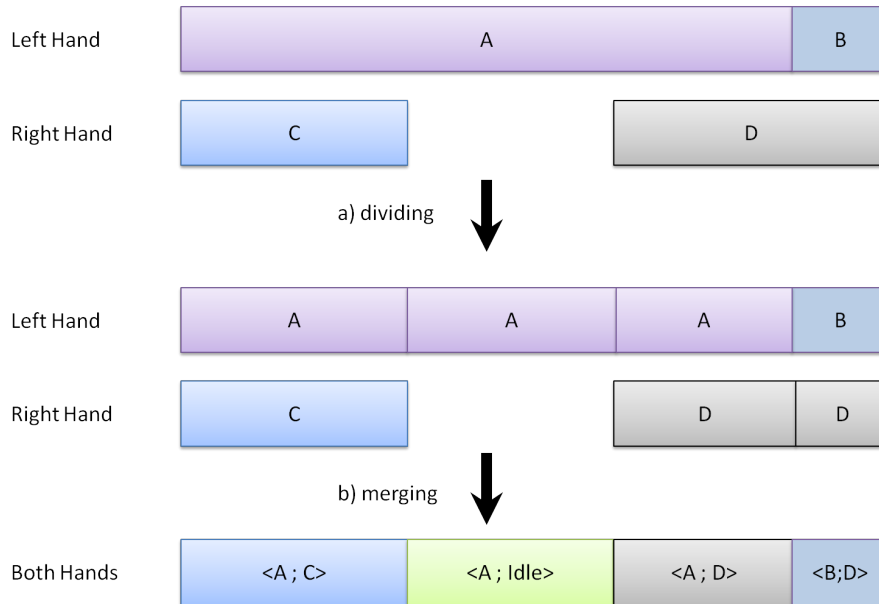 Left Hand A B
Right Hand C D
a) dividing
Left Hand A A A B
Right Hand C D D
b) merging
Both Hands <A ; C> <A ; Idle> <A ; D> <B;D>